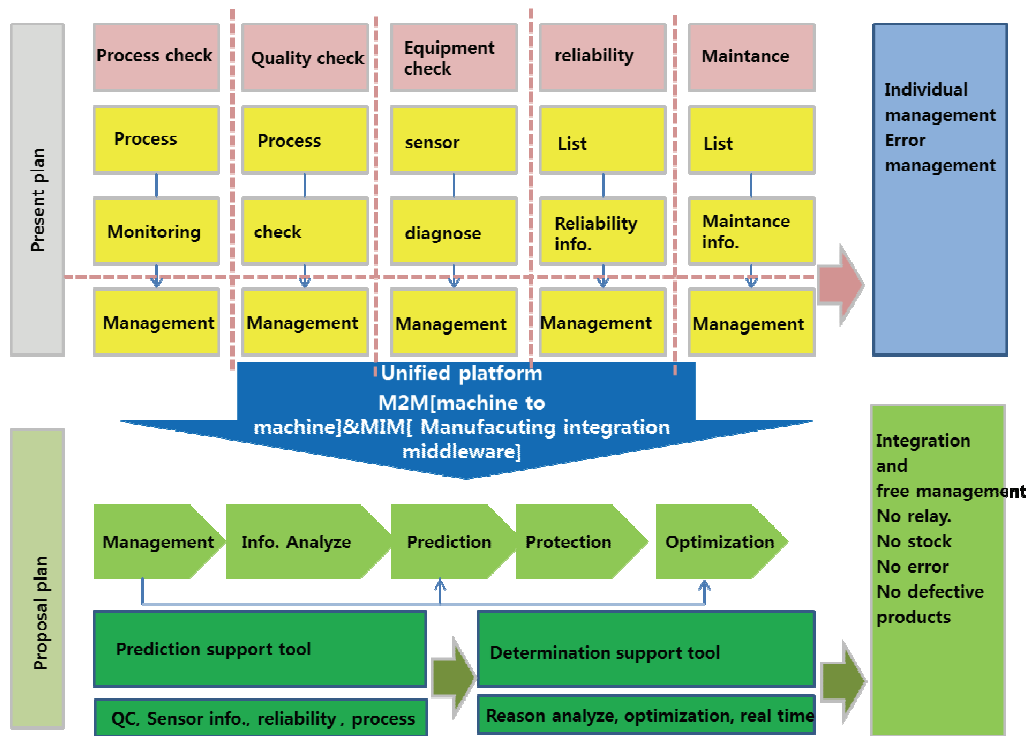 Present plan
Process check
Quality check
Equipment
check
reliability
Maintance
Process
Process
sensor
List
List
Monitoring
check
diagnose
Reliability
info.
Maintance
info.
Management
Management
Management
Management
Management
Individual
management
Error
management
Unified platform
M2M[machine to
machine]&MIM[ Manufacuting integration
middleware]
Proposal plan
Management
Info. Analyze
Prediction
Protection
Optimization
Prediction support tool
Determination support tool
QC, Sensor info., reliability , process
Reason analyze, optimization, real time
Integration
and
free management
No relay.
No stock
No error
No defective
products